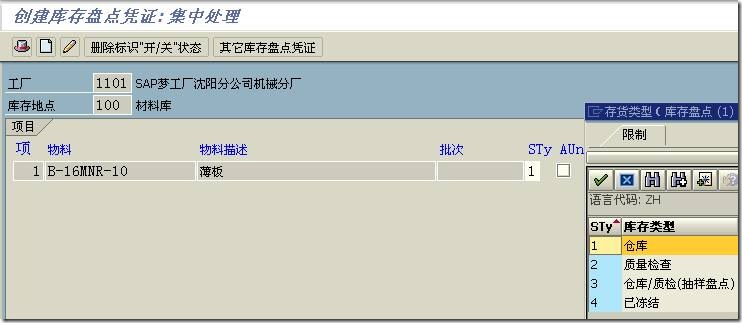 创建库存盘点凭证:集中处理
删除标识"开/关"状态 其它库存盘点凭证
工厂 1101 SAP梦工厂沈阳分公司机械分厂
库存地点 100 材料库
项目
项 物料 物料描述 批次 STy AUn
1 B-16MNR-10 薄板 1
存货类型 ( 库存盘点 (1)
限制
语言代码: ZH
STy 库存类型
1 仓库
2 质量检查
3 仓库/质检(抽样盘点)
4 已冻结